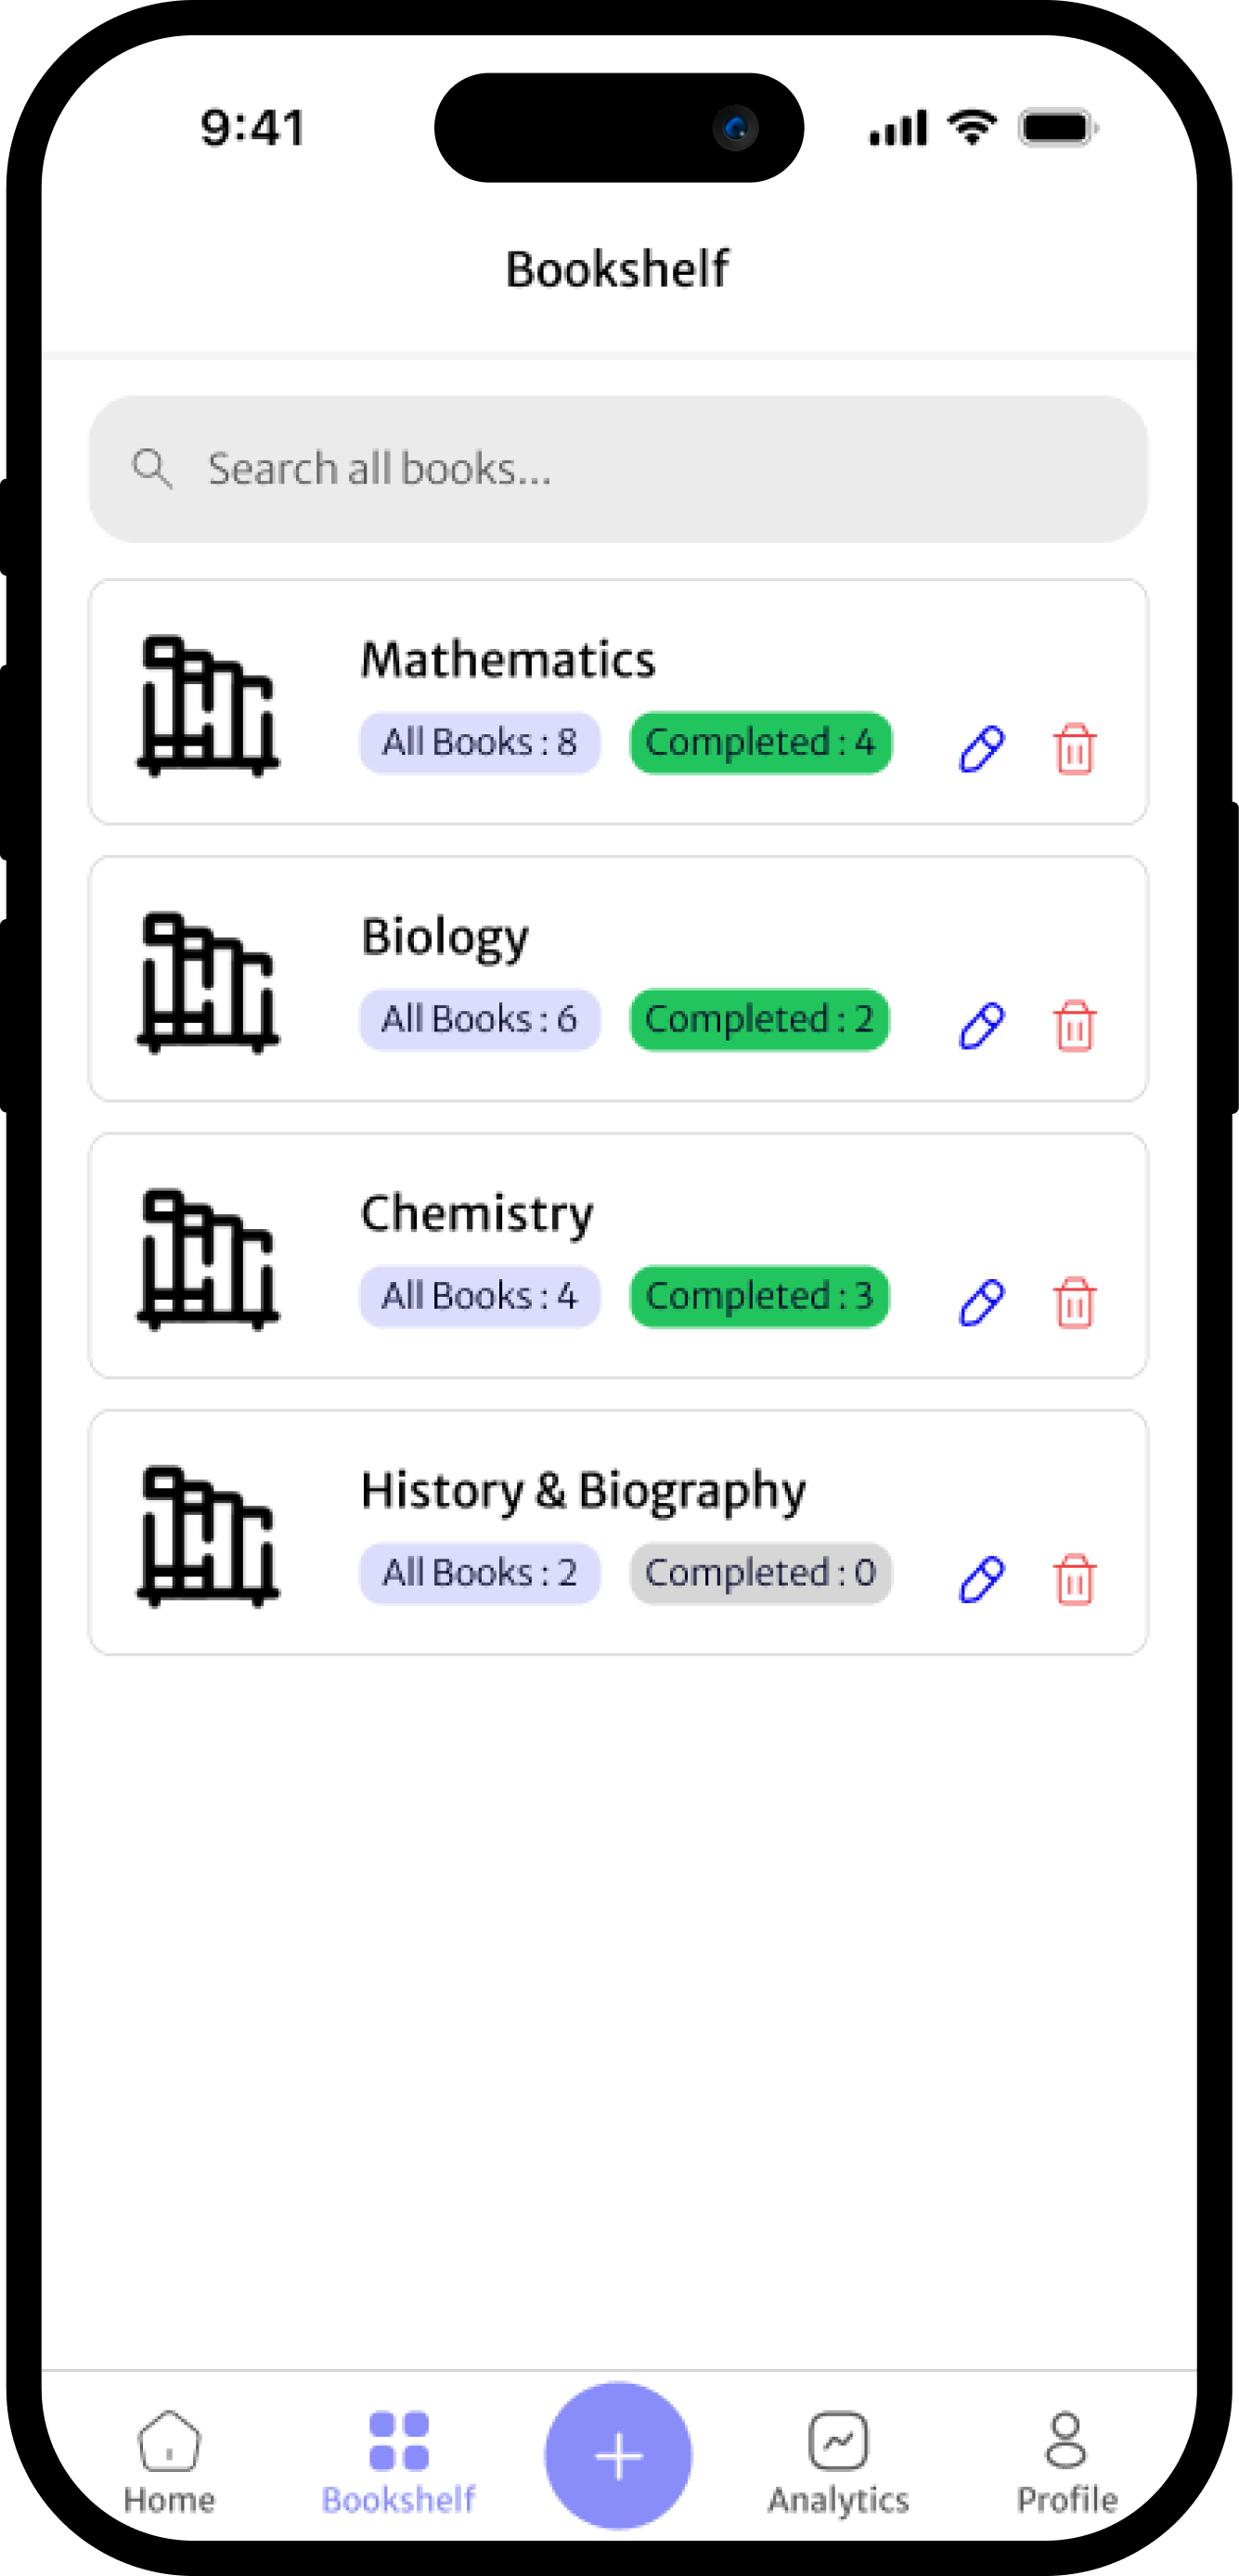 9:41
Bookshelf
Search all books...
Mathematics
All Books : 8 Completed : 4
Biology
All Books : 6 Completed : 2
Chemistry
All Books : 4 Completed : 3
History & Biography
All Books : 2 Completed : 0
Home Bookshelf Analytics Profile